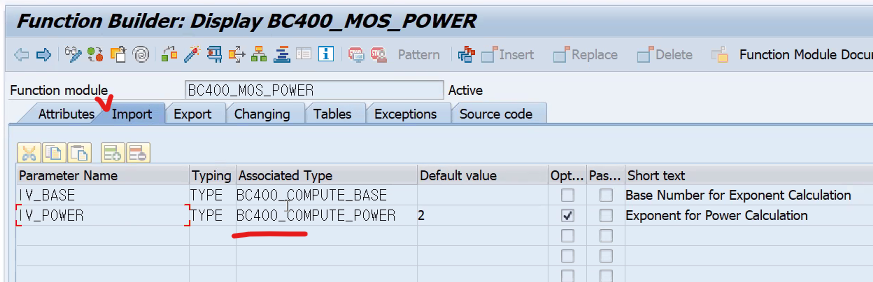 Function Builder: Display BC400_MOS_POWER
Pattern Insert Replace Delete Function Module Docu
Function module BC400_MOS_POWER Active
Attributes Import Export Changing Tables Exceptions Source code
Parameter Name Typing Associated Type Default value Opt... Pas... Short text
IV_BASE TYPE BC400_COMPUTE_BASE Base Number for Exponent Calculation
IV_POWER TYPE BC400_COMPUTE_POWER 2 Exponent for Power Calculation